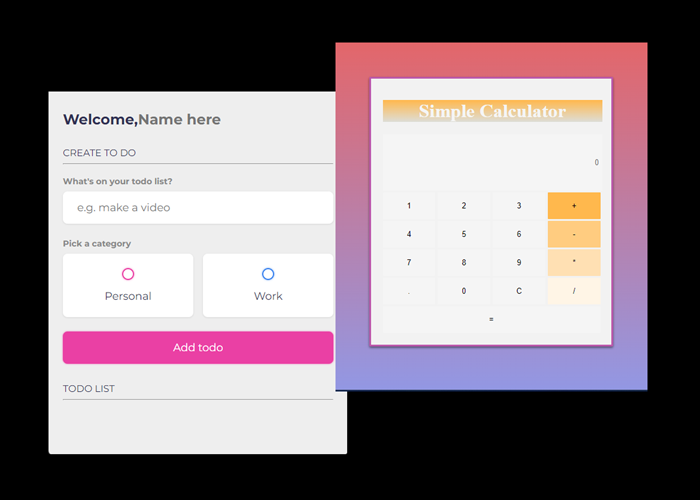 Welcome,Name here
CREATE TO DO
What's on your todo list?
e.g. make a video
Pick a category
Personal Work
Add todo
TODO LIST
Simple Calculator
0
1 2 3 +
4 5 6 -
7 8 9 *
. 0 C /
=